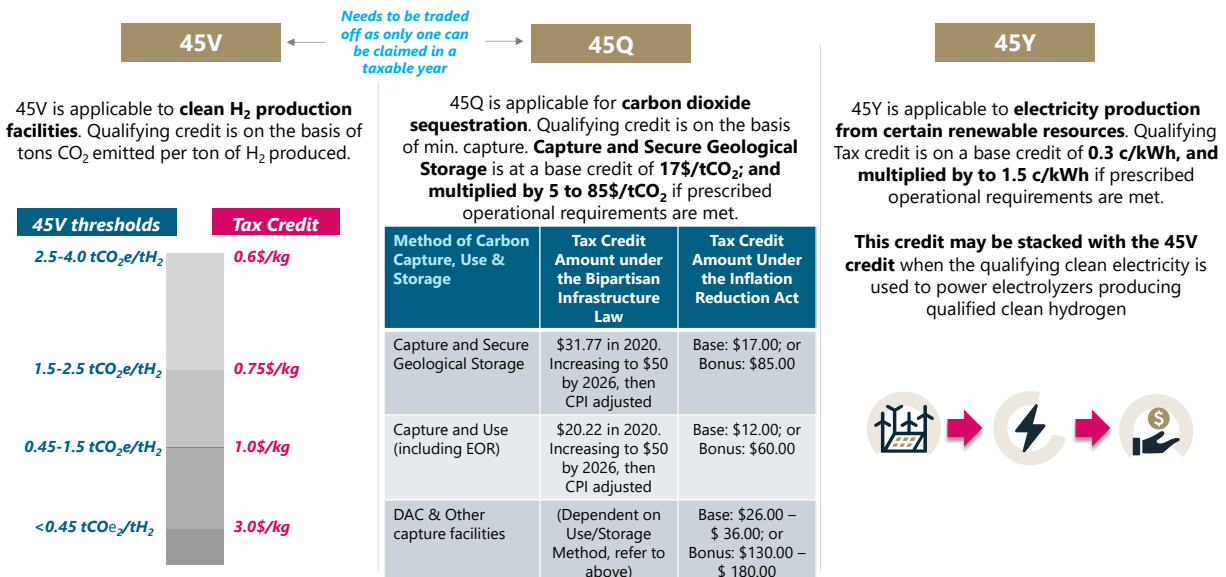 45V
Needs to be traded
off as only one can
be claimed in a
taxable year
45Q
45Y
45V is applicable to clean H₂ production
facilities. Qualifying credit is on the basis of
tons CO₂ emitted per ton of H₂ produced.
45V thresholds
Tax Credit
2.5-4.0 tCO₂e/tH₂
0.6$/kg
1.5-2.5 tCO₂e/tH₂
0.75$/kg
0.45-1.5 tCO₂e/tH₂
1.0$/kg
<0.45 tCOe₂/tH₂
3.0$/kg
45Q is applicable for carbon dioxide
sequestration. Qualifying credit is on the basis
of min. capture. Capture and Secure Geological
Storage is at a base credit of 17$/tCO₂; and
multiplied by 5 to 85$/tCO₂ if prescribed
operational requirements are met.
Method of Carbon
Capture, Use &
Storage
Tax Credit
Amount under
the Bipartisan
Infrastructure
Law
Tax Credit
Amount Under
the Inflation
Reduction Act
Capture and Secure
Geological Storage
$31.77 in 2020.
Increasing to $50
by 2026, then
CPI adjusted
Base: $17.00; or
Bonus: $85.00
Capture and Use
(including EOR)
$20.22 in 2020.
Increasing to $50
by 2026, then
CPI adjusted
Base: $12.00; or
Bonus: $60.00
DAC & Other
capture facilities
(Dependent on
Use/Storage
Method, refer to
above)
Base: $26.00 –
$ 36.00; or
Bonus: $130.00 –
$ 180.00
45Y is applicable to electricity production
from certain renewable resources. Qualifying
Tax credit is on a base credit of 0.3 c/kWh, and
multiplied by to 1.5 c/kWh if prescribed
operational requirements are met.
This credit may be stacked with the 45V
credit when the qualifying clean electricity is
used to power electrolyzers producing
qualified clean hydrogen
$